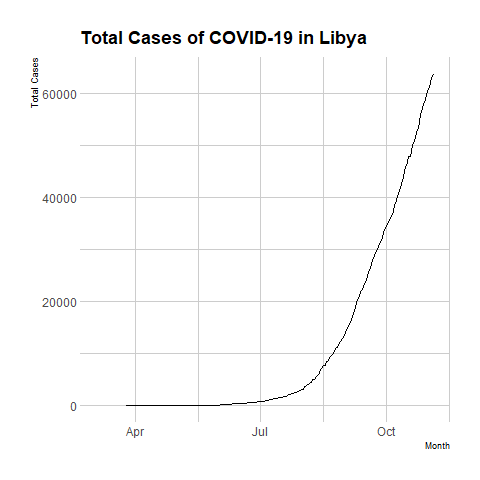 Total Cases of COVID-19 in Libya
Total Cases
60000
40000
20000
0
Apr Jul Oct
Month